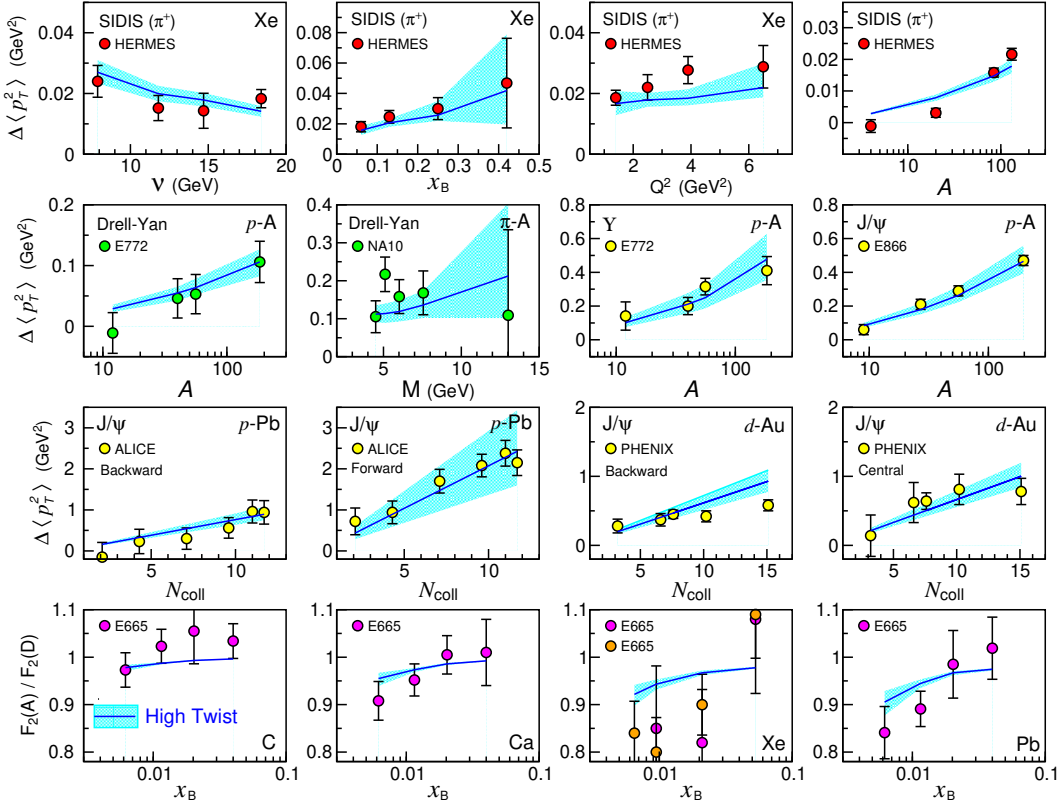 Δ⟨p_T^2⟩ (GeV²)
0.04
0.02
0
SIDIS (π⁺) Xe
HERMES
10 15 20
ν (GeV)
0.08
0.06
0.04
0.02
0
SIDIS (π⁺) Xe
HERMES
0 0.1 0.2 0.3 0.4 0.5
x_B
0.04
0.02
0
SIDIS (π⁺) Xe
HERMES
2 4 6
Q² (GeV²)
0.03
0.02
0.01
0
SIDIS (π⁺)
HERMES
10 100
A
Δ⟨p_T^2⟩ (GeV²)
0.2
0.1
0
Drell-Yan p-A
E772
10 100
A
0.4
0.3
0.2
0.1
0
Drell-Yan π-A
NA10
5 10 15
M (GeV)
0.8
0.6
0.4
0.2
0
Υ p-A
E772
10 100
A
0.8
0.6
0.4
0.2
0
J/ψ p-A
E866
10 100
A
Δ⟨p_T^2⟩ (GeV²)
3
2
1
0
J/ψ p-Pb
ALICE
Backward
5 10
N_coll
3
2
1
0
J/ψ p-Pb
ALICE
Forward
5 10
N_coll
2
1
0
J/ψ d-Au
PHENIX
Backward
5 10 15
N_coll
2
1
0
J/ψ d-Au
PHENIX
Central
5 10 15
N_coll
F₂(A) / F₂(D)
1.1
1.0
0.9
0.8
E665
High Twist
C
0.01 0.1
x_B
1.1
1
0.9
0.8
E665
Ca
0.01 0.1
x_B
1.1
1
0.9
0.8
E665
E665
Xe
0.01 0.1
x_B
1.1
1
0.9
0.8
E665
Pb
0.01 0.1
x_B